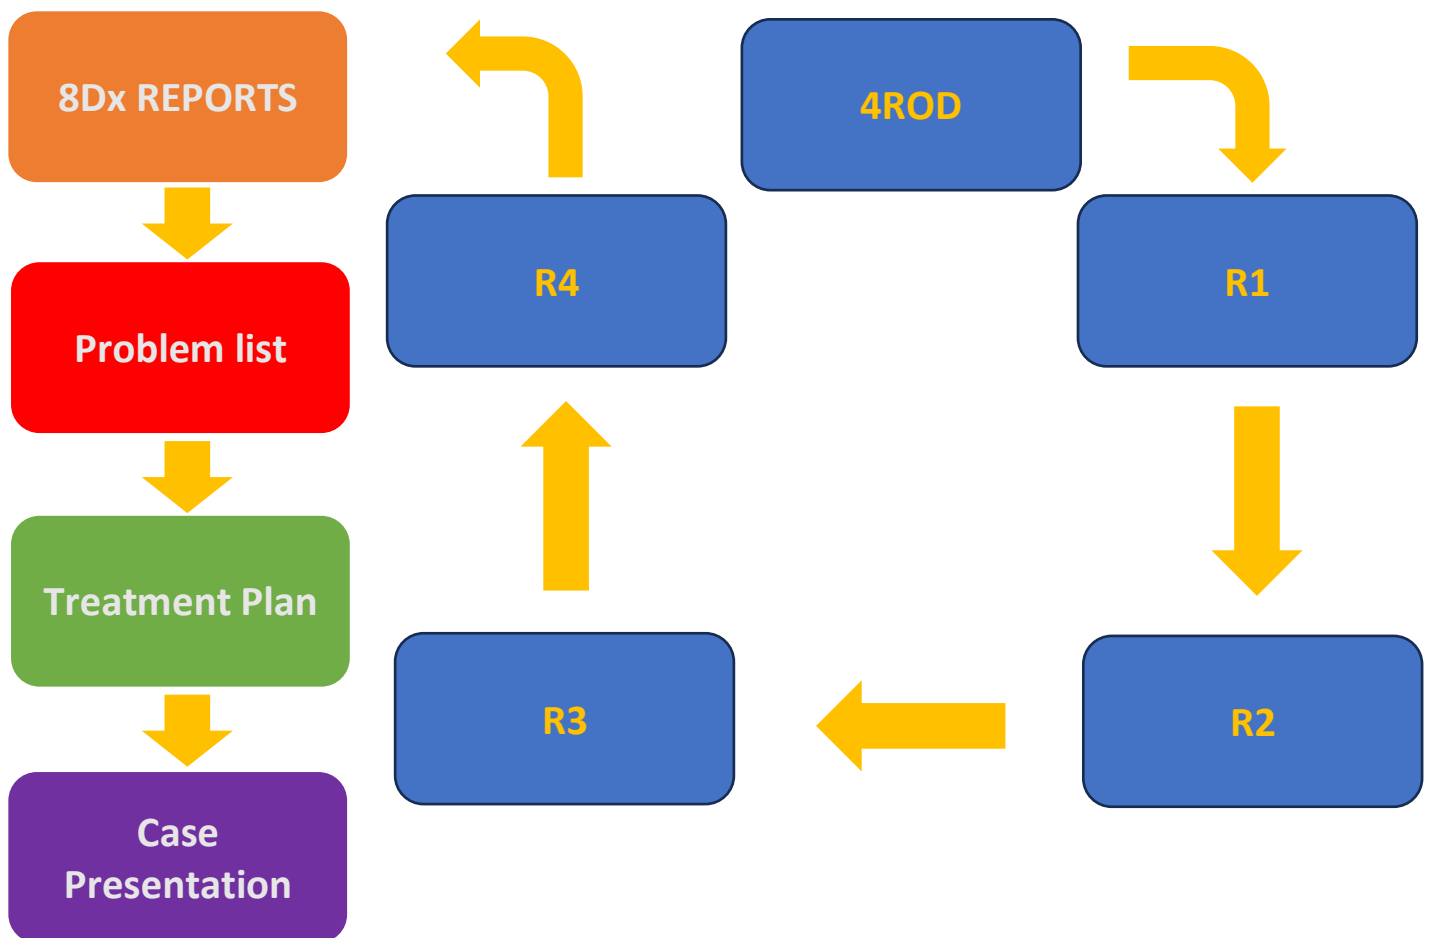 8Dx REPORTS
4ROD
R4
R1
Problem list
Treatment Plan
R3
R2
Case
Presentation